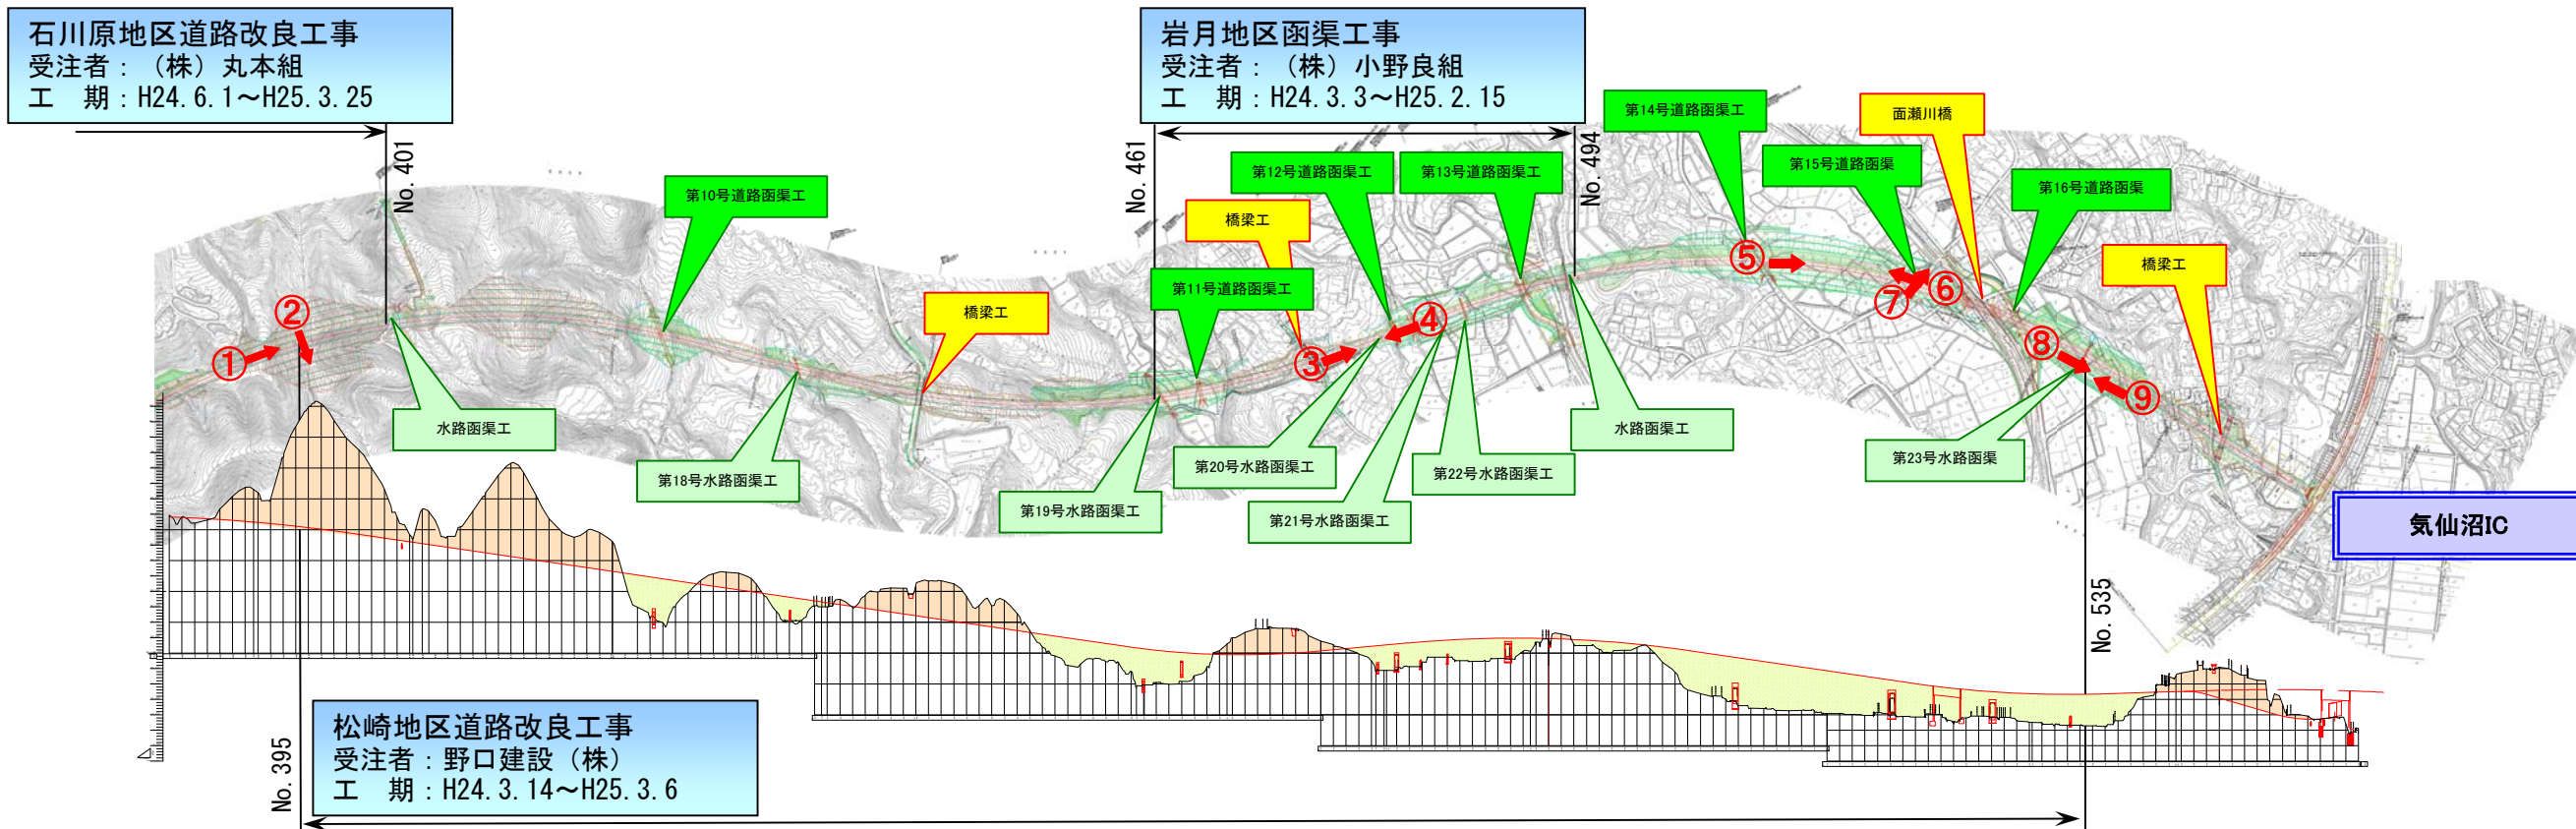 石川原地区道路改良工事
受注者：（株）丸本組
工　期：H24.6.1～H25.3.25
岩月地区函渠工事
受注者：（株）小野良組
工　期：H24.3.3～H25.2.15
No.401
No.461
No.494
第14号道路函渠工
面瀬川橋
第12号道路函渠工
第13号道路函渠工
第15号道路函渠
第10号道路函渠工
橋梁工
第16号道路函渠
第11号道路函渠工
橋梁工
橋梁工
①
②
③
④
⑤
⑥
⑦
⑧
⑨
水路函渠工
第18号水路函渠工
第19号水路函渠工
第20号水路函渠工
第21号水路函渠工
第22号水路函渠工
水路函渠工
第23号水路函渠
気仙沼IC
No.535
No.395
松崎地区道路改良工事
受注者：野口建設（株）
工　期：H24.3.14～H25.3.6